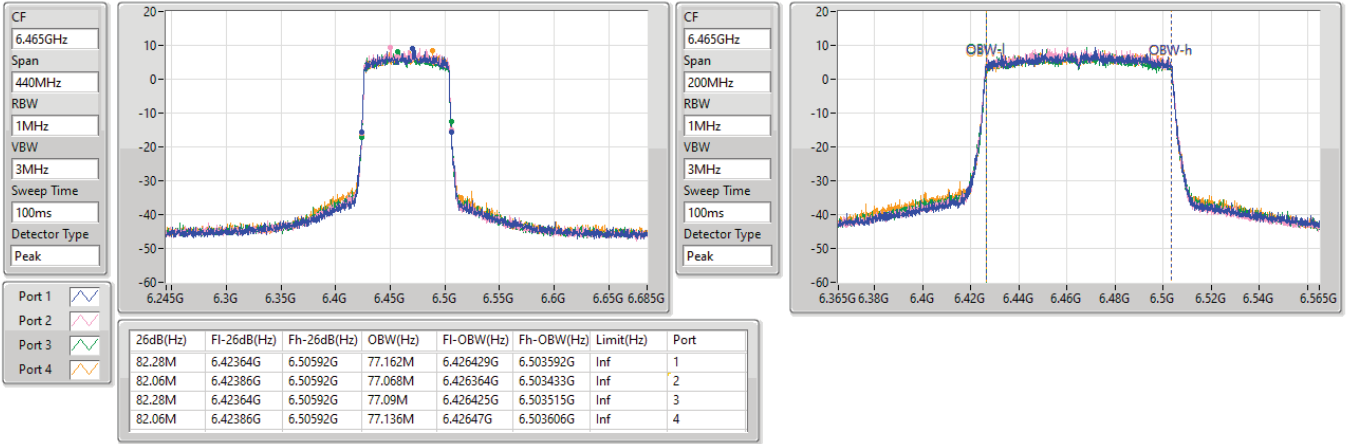 CF
6.465GHz
Span
440MHz
RBW
1MHz
VBW
3MHz
Sweep Time
100ms
Detector Type
Peak
20-
10-
0-
-10-
-20-
-30-
-40-
-50-
-60-
6.245G 6.3G 6.35G 6.4G 6.45G 6.5G 6.55G 6.6G 6.65G 6.685G
CF
6.465GHz
Span
200MHz
RBW
1MHz
VBW
3MHz
Sweep Time
100ms
Detector Type
Peak
20-
10-
0-
-10-
-20-
-30-
-40-
-50-
-60-
OBW-l OBW-h
6.365G 6.38G 6.4G 6.42G 6.44G 6.46G 6.48G 6.5G 6.52G 6.54G 6.565G
Port 1
Port 2
Port 3
Port 4
26dB(Hz) Fl-26dB(Hz) Fh-26dB(Hz) OBW(Hz) Fl-OBW(Hz) Fh-OBW(Hz) Limit(Hz) Port
82.28M 6.42364G 6.50592G 77.162M 6.426429G 6.503592G Inf 1
82.06M 6.42386G 6.50592G 77.068M 6.426364G 6.503433G Inf 2
82.28M 6.42364G 6.50592G 77.09M 6.426425G 6.503515G Inf 3
82.06M 6.42386G 6.50592G 77.136M 6.42647G 6.503606G Inf 4